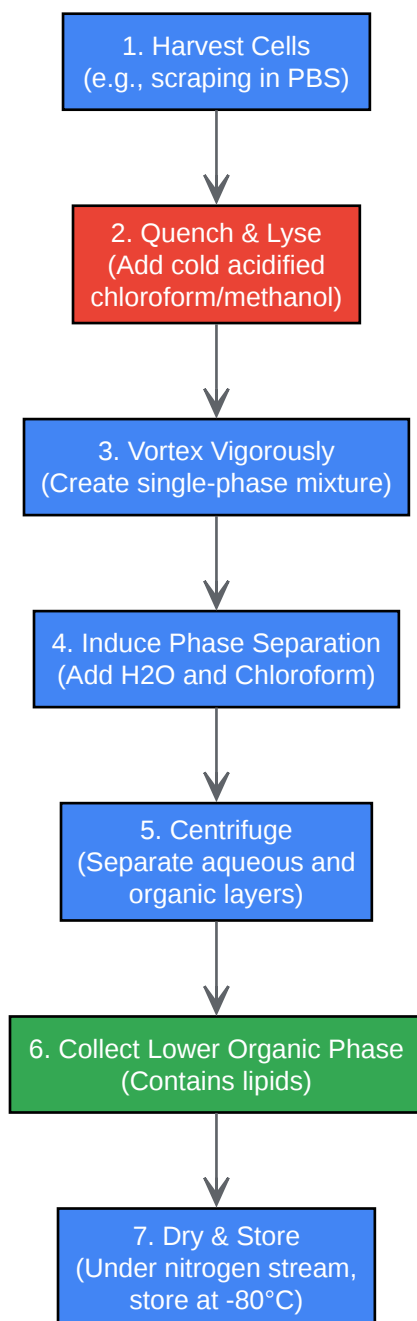 1. Harvest Cells
(e.g., scraping in PBS)
2. Quench & Lyse
(Add cold acidified
chloroform/methanol)
3. Vortex Vigorously
(Create single-phase mixture)
4. Induce Phase Separation
(Add H2O and Chloroform)
5. Centrifuge
(Separate aqueous and
organic layers)
6. Collect Lower Organic Phase
(Contains lipids)
7. Dry & Store
(Under nitrogen stream,
store at -80°C)